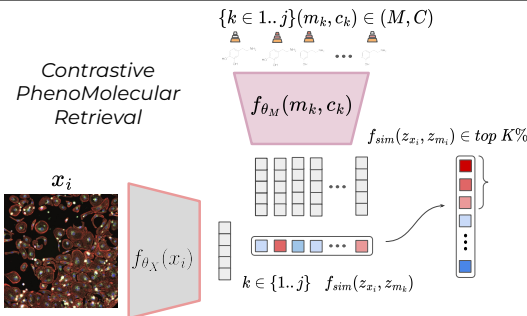 {k ∈ 1.. j}(m_k, c_k) ∈ (M, C)
Contrastive
PhenoMolecular
Retrieval
f_{θ_M}(m_k, c_k)
f_{sim}(z_{x_i}, z_{m_i}) ∈ top K%
x_i
f_{θ_X}(x_i)
k ∈ {1.. j} f_{sim}(z_{x_i}, z_{m_k})